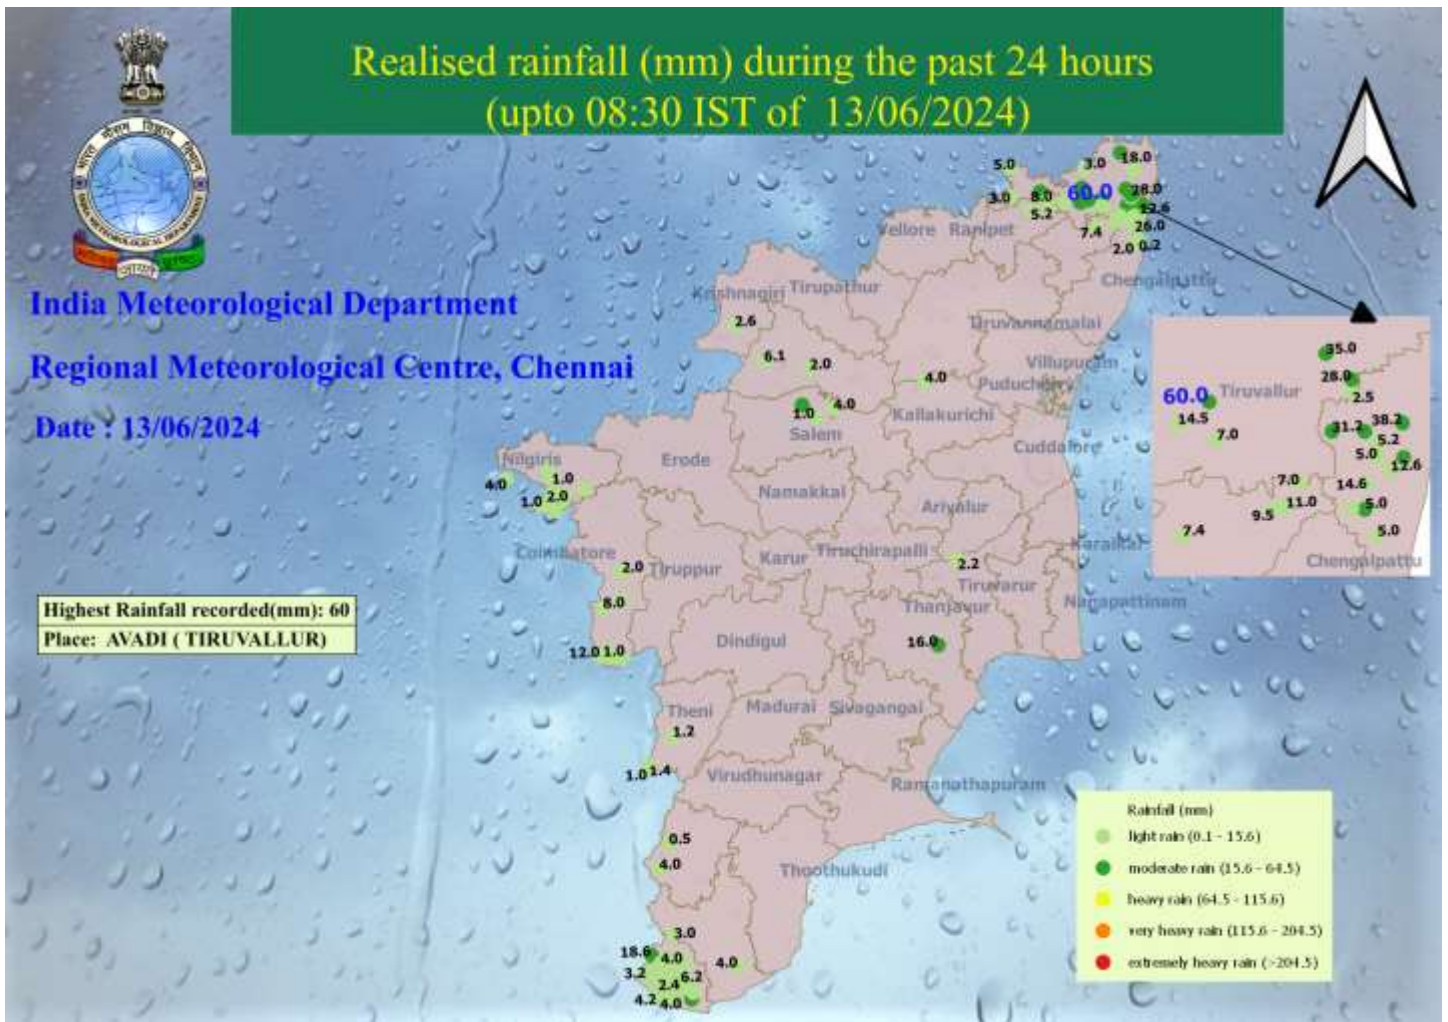 Realised rainfall (mm) during the past 24 hours
(upto 08:30 IST of 13/06/2024)
भारत मौसम विज्ञान विभाग
INDIA METEOROLOGICAL DEPARTMENT
India Meteorological Department
Regional Meteorological Centre, Chennai
Date : 13/06/2024
Highest Rainfall recorded(mm): 60
Place: AVADI ( TIRUVALLUR)
5.0
3.0
18.0
3.0
8.0
60.0
28.0
12.6
5.2
7.4
26.0
2.0 0.2
Vellore
Ranipet
Chengalpattu
Krishnagiri
Tirupathur
2.6
Tiruvannamalai
6.1
2.0
4.0
Villupuram
Puducherry
1.0
4.0
Kallakurichi
Salem
Cuddalore
Nilgiris
Erode
4.0
1.0
1.0
2.0
Namakkal
Ariyalur
Coimbatore
2.0
Tiruppur
Karur
Tiruchirapalli
2.2
Karaikal
Tiruvarur
8.0
Thanjavur
Nagapattinam
12.0 1.0
Dindigul
16.0
Theni
Madurai
Sivagangai
1.2
1.0 1.4
Virudhunagar
Ramanathapuram
0.5
4.0
Thoothukudi
3.0
18.6
4.0
4.0
3.2
2.4
6.2
4.2
4.0
35.0
28.0
60.0
Tiruvallur
2.5
14.5
7.0
31.2
38.2
5.2
5.0
17.6
7.0
14.6
9.5
11.0
5.0
7.4
5.0
Chengalpattu
Rainfall (mm)
light rain (0.1 - 15.6)
moderate rain (15.6 - 64.5)
heavy rain (64.5 - 115.6)
very heavy rain (115.6 - 204.5)
extremely heavy rain (>204.5)